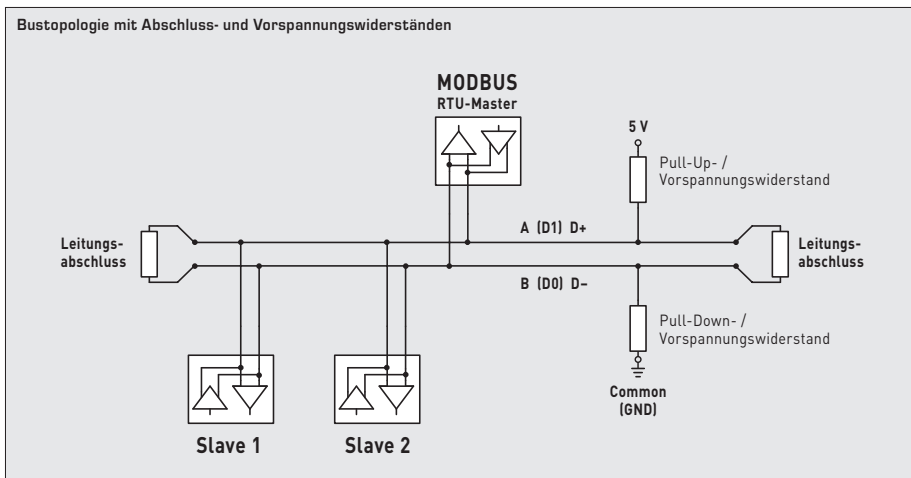 Bustopologie mit Abschluss- und Vorspannungswiderständen
MODBUS
RTU-Master
5 V
Pull-Up- /
Vorspannungswiderstand
A (D1) D+
Leitungs-
abschluss
Leitungs-
abschluss
B (D0) D–
Pull-Down- /
Vorspannungswiderstand
Common
(GND)
Slave 1
Slave 2